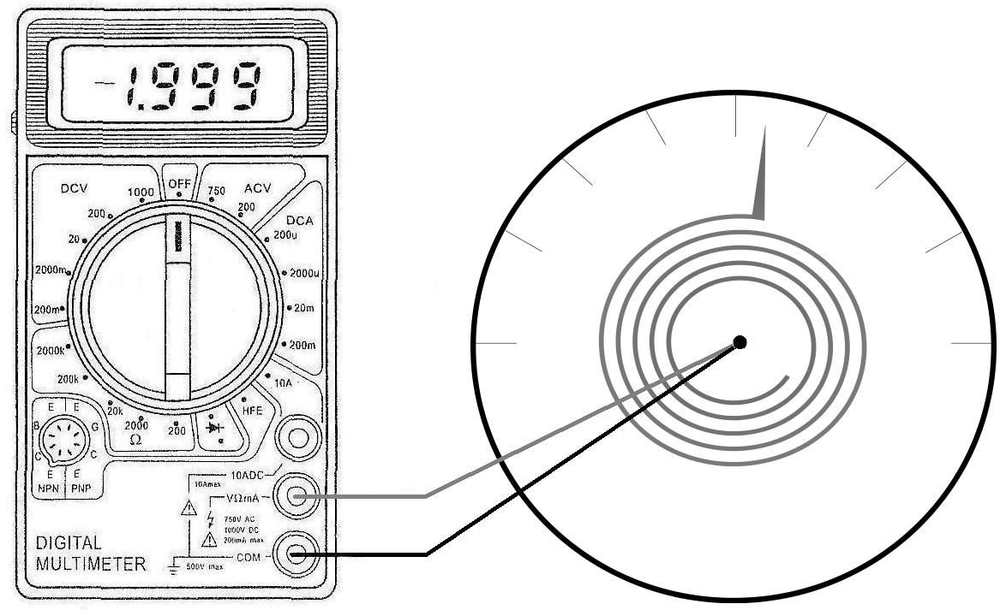 -1.999
OFF
DCV
1000
750
ACV
200
200
DCA
20
200u
2000m
2000u
200m
20m
2000k
200m
200k
10A
20k
HFE
2000
200
Ω
E E
B G
C C
E E
NPN PNP
10ADC
10Amax
VΩmA
750V AC
1000V DC
200mA max
COM
500V max
DIGITAL
MULTIMETER